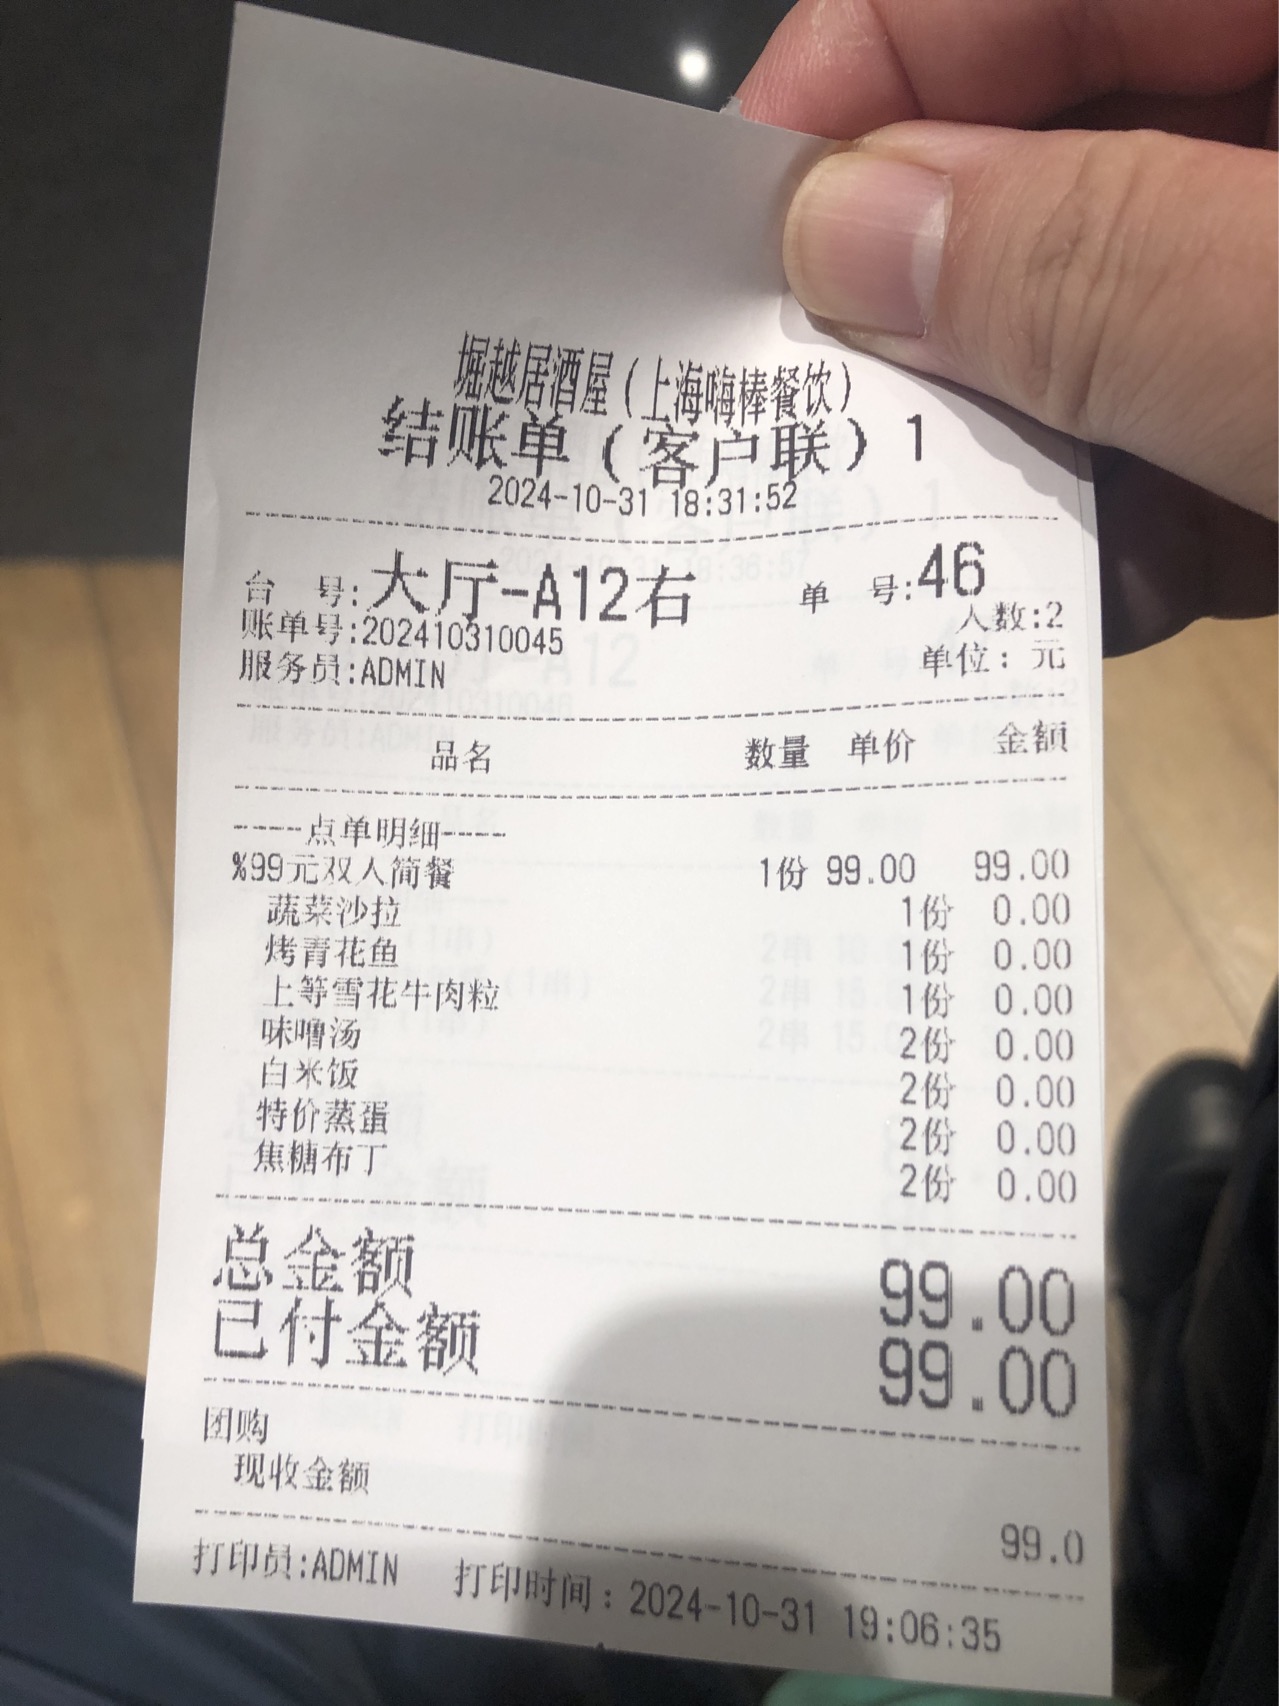 堀越居酒屋（上海嗨棒餐饮）
结账单（客户联）1
2024-10-31 18:31:52
台 号:大厅-A12右 单 号:46
账单号:202410310045 人数:2
服务员:ADMIN 单位：元
品名 数量 单价 金额
----点单明细----
%99元双人简餐 1份 99.00 99.00
蔬菜沙拉 1份 0.00
烤青花鱼 1份 0.00
上等雪花牛肉粒 1份 0.00
味噜汤 2份 0.00
白米饭 2份 0.00
特价蒸蛋 2份 0.00
焦糖布丁 2份 0.00
总金额 99.00
已付金额 99.00
团购
现收金额 99.0
打印员:ADMIN 打印时间：2024-10-31 19:06:35